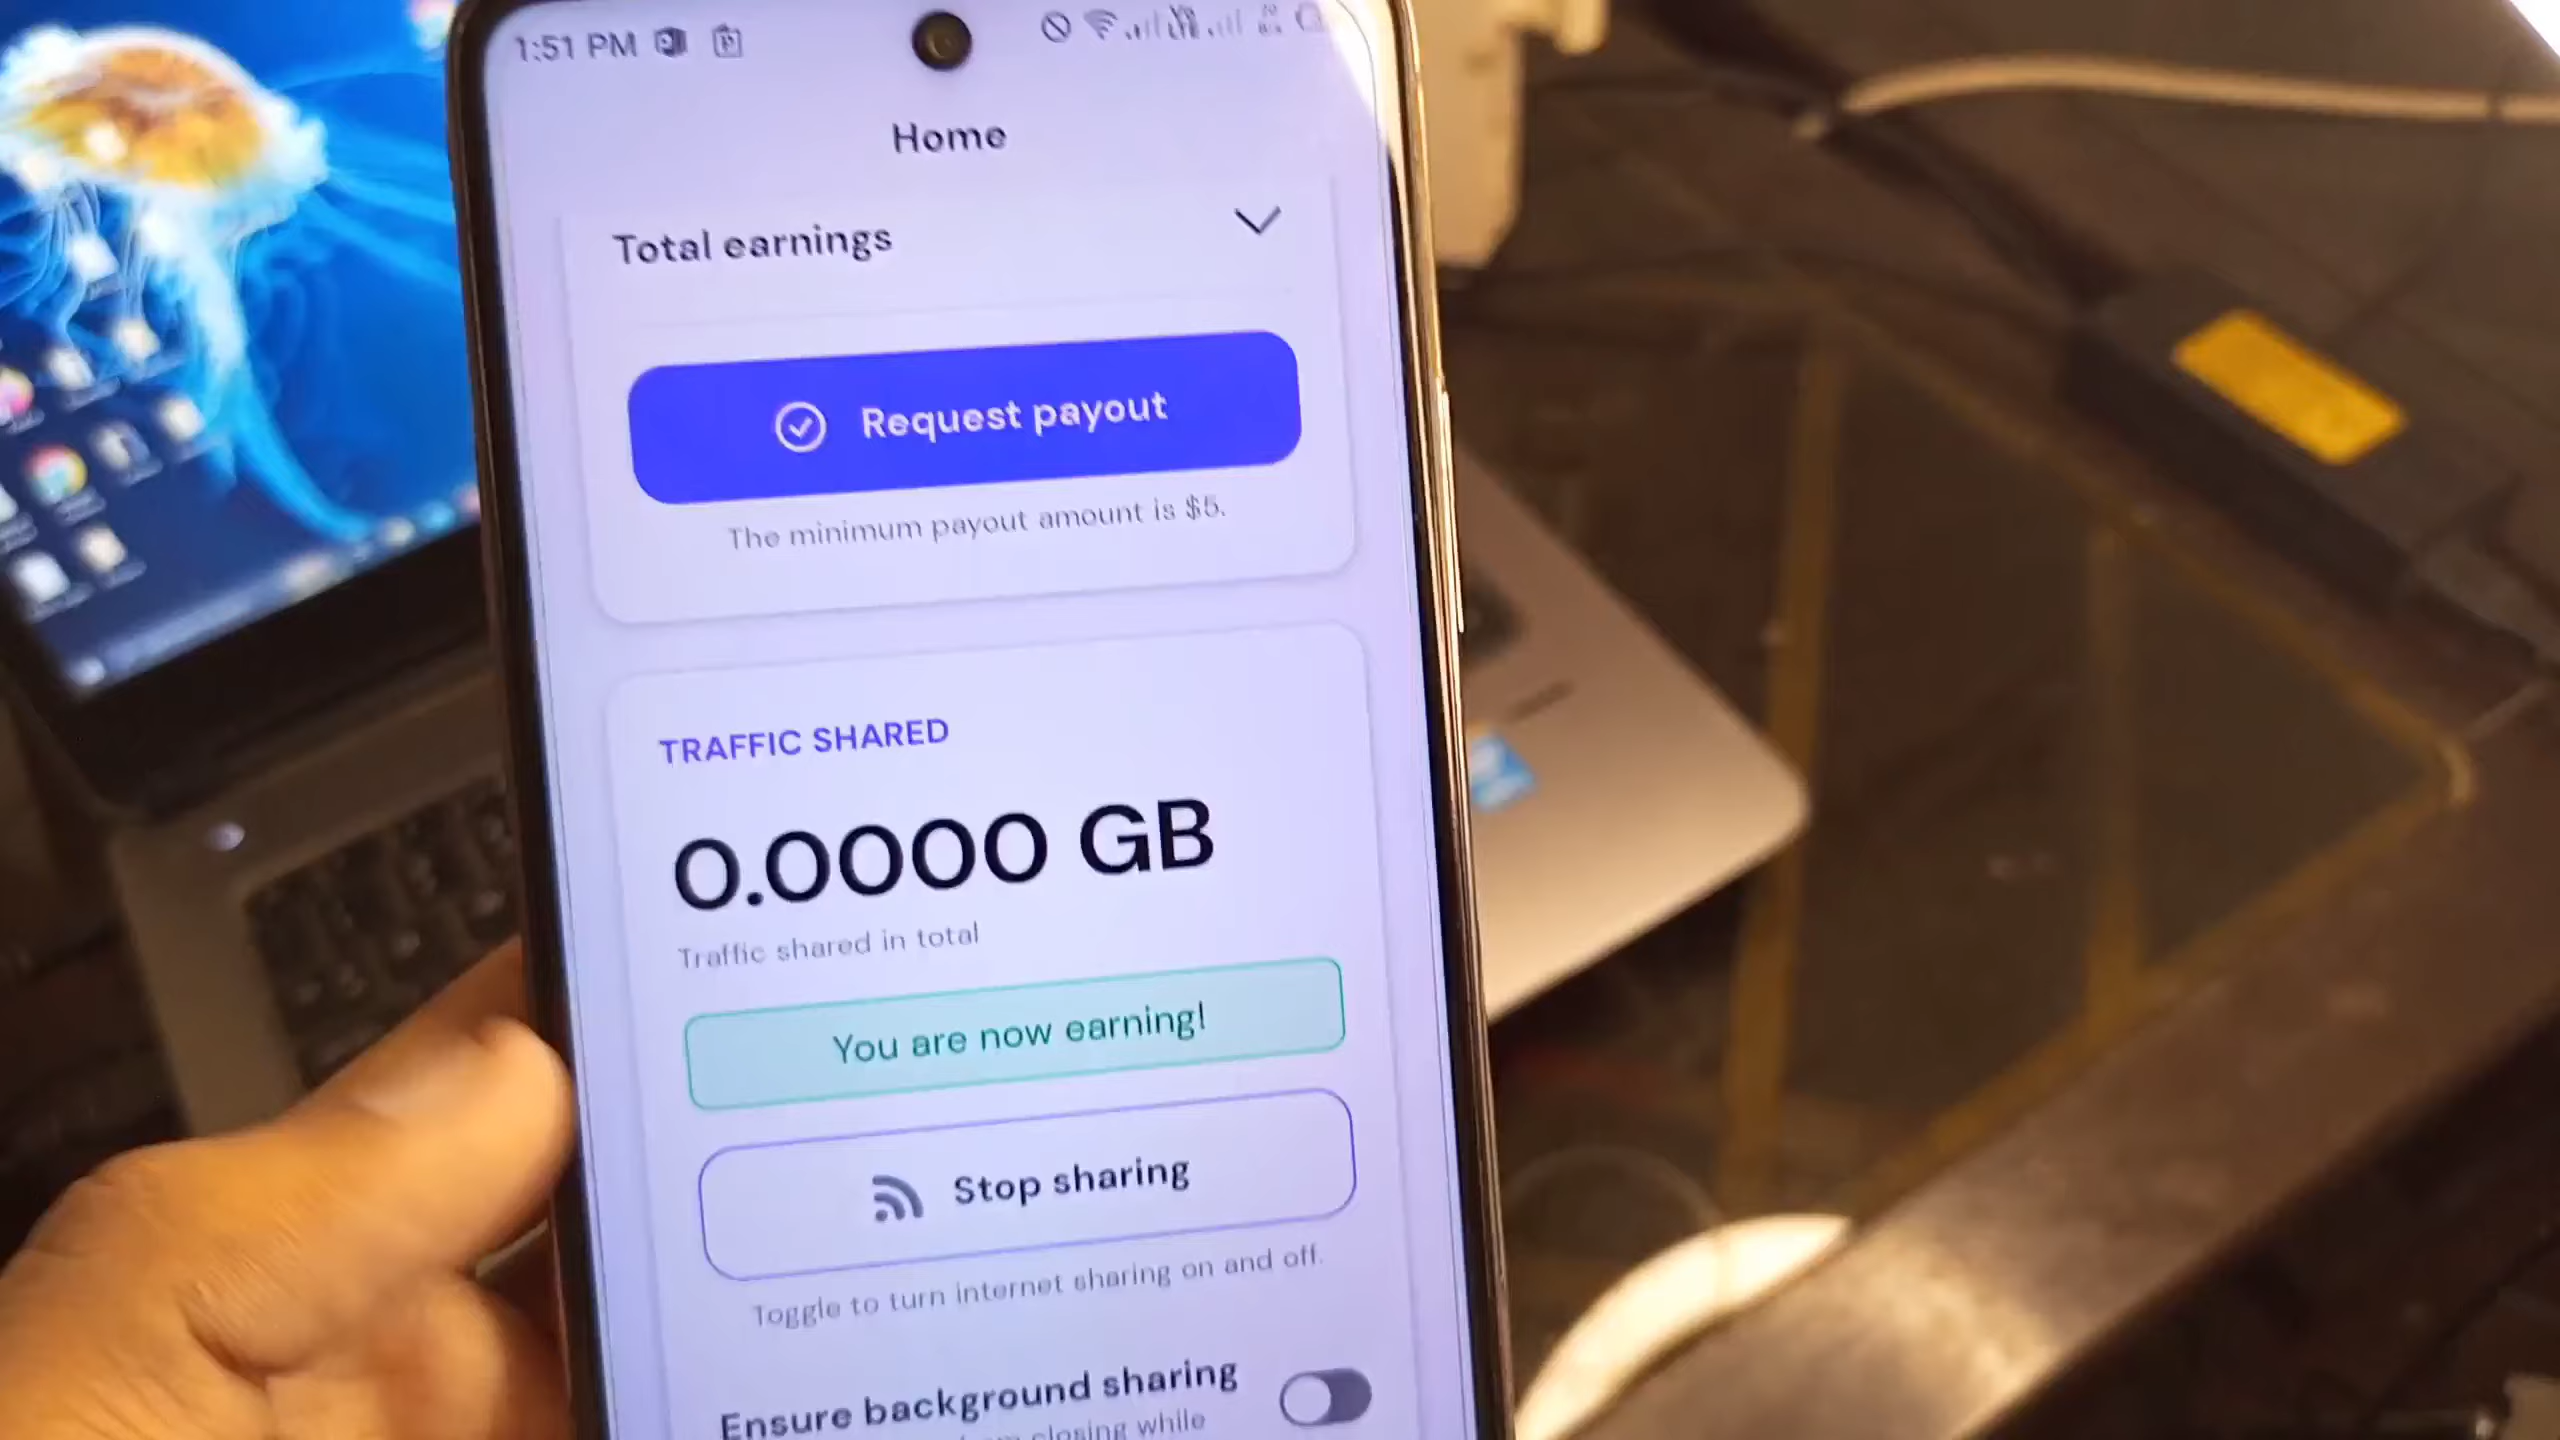 1:51 PM
Home
Total earnings
Request payout
The minimum payout amount is $5.
TRAFFIC SHARED
0.0000 GB
Traffic shared in total
You are now earning!
Stop sharing
Toggle to turn internet sharing on and off.
Ensure background sharing
closing while